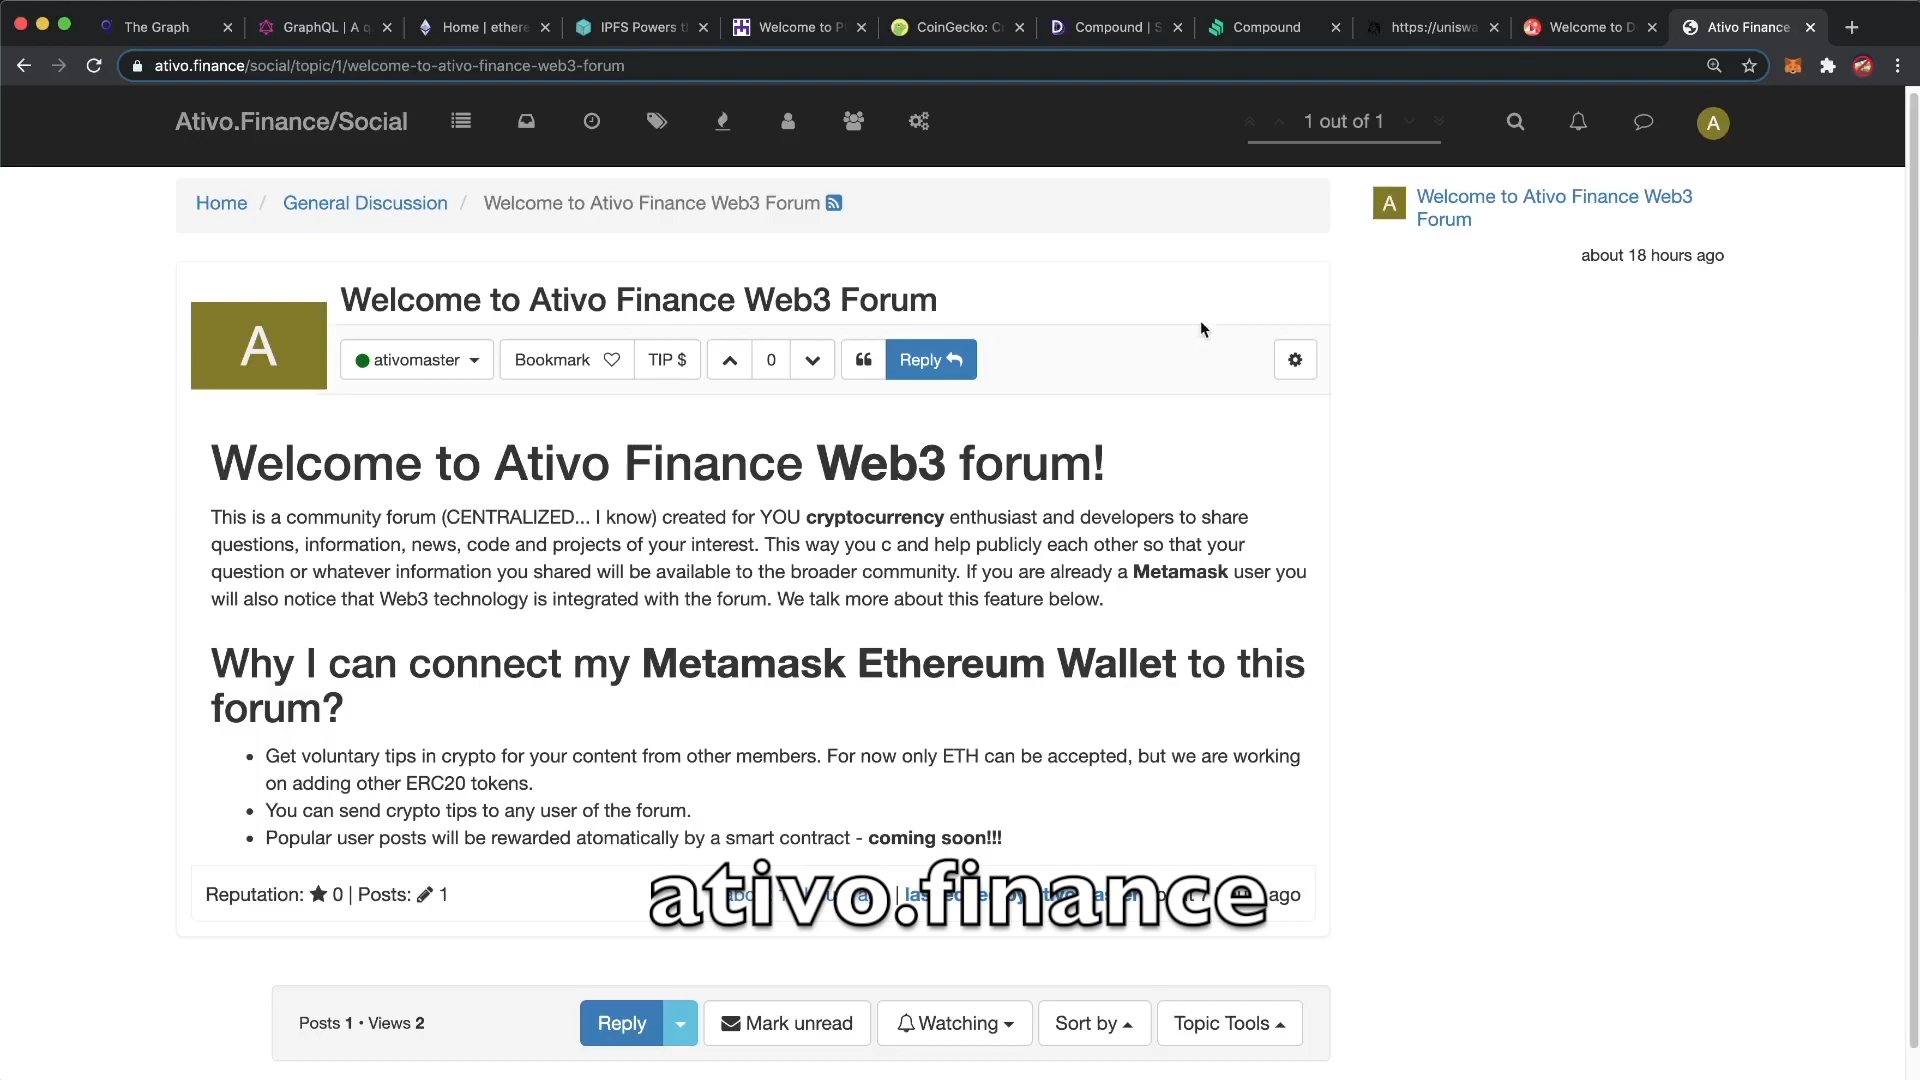 The Graph
GraphQL | A q
Home | ethere
IPFS Powers t
Welcome to P
CoinGecko: C
Compound | S
Compound
https://uniswa
Welcome to D
Ativo Finance
ativo.finance/social/topic/1/welcome-to-ativo-finance-web3-forum
Ativo.Finance/Social
1 out of 1
A
Home / General Discussion / Welcome to Ativo Finance Web3 Forum
A
Welcome to Ativo Finance Web3
Forum
about 18 hours ago
A
Welcome to Ativo Finance Web3 Forum
ativomaster
Bookmark
TIP $
0
Reply
Welcome to Ativo Finance Web3 forum!
This is a community forum (CENTRALIZED... I know) created for YOU cryptocurrency enthusiast and developers to share
questions, information, news, code and projects of your interest. This way you c and help publicly each other so that your
question or whatever information you shared will be available to the broader community. If you are already a Metamask user you
will also notice that Web3 technology is integrated with the forum. We talk more about this feature below.
Why I can connect my Metamask Ethereum Wallet to this
forum?
• Get voluntary tips in crypto for your content from other members. For now only ETH can be accepted, but we are working
on adding other ERC20 tokens.
• You can send crypto tips to any user of the forum.
• Popular user posts will be rewarded atomatically by a smart contract - coming soon!!!
Reputation: 0 | Posts: 1
ago
ativo.finance
Posts 1 • Views 2
Reply
Mark unread
Watching
Sort by
Topic Tools